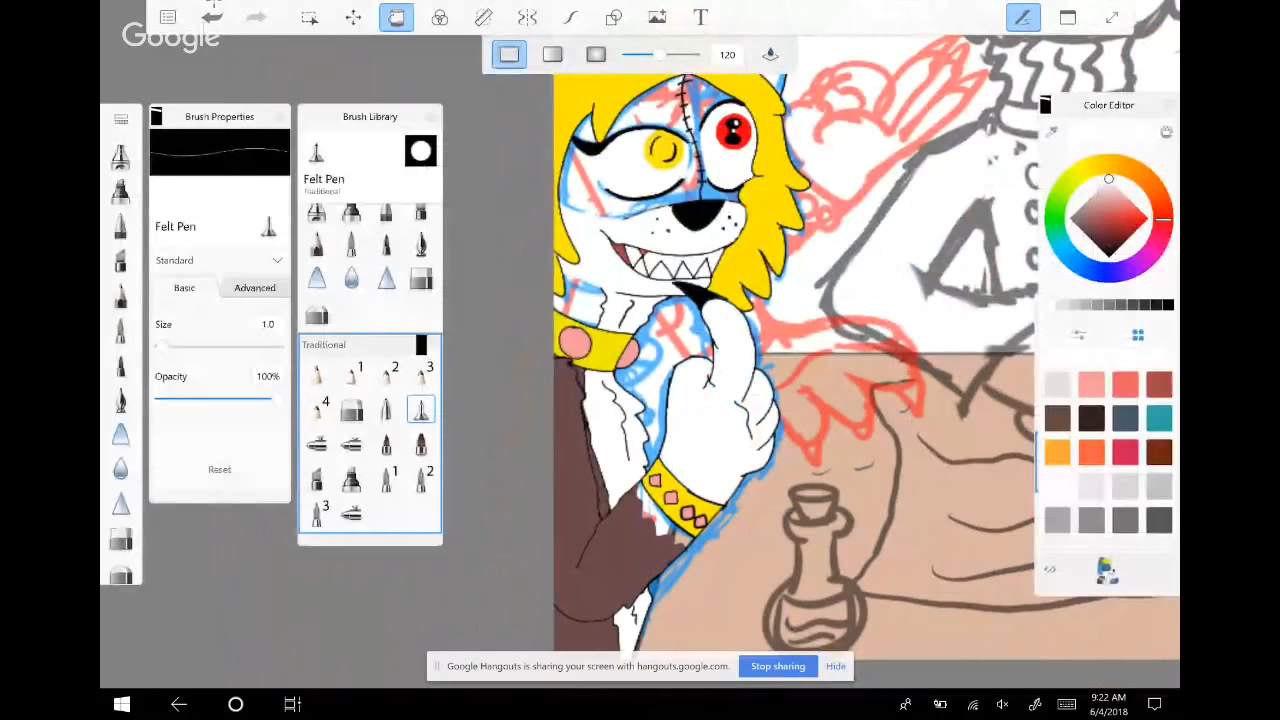 Google
T
120
Brush Properties
Brush Library
Color Editor
Felt Pen
Traditional
Felt Pen
Standard
Basic
Advanced
Size
1.0
Opacity
100%
Reset
Traditional
1
2
3
4
1
2
3
Google Hangouts is sharing your screen with hangouts.google.com.
Stop sharing
Hide
9:22 AM
6/4/2018